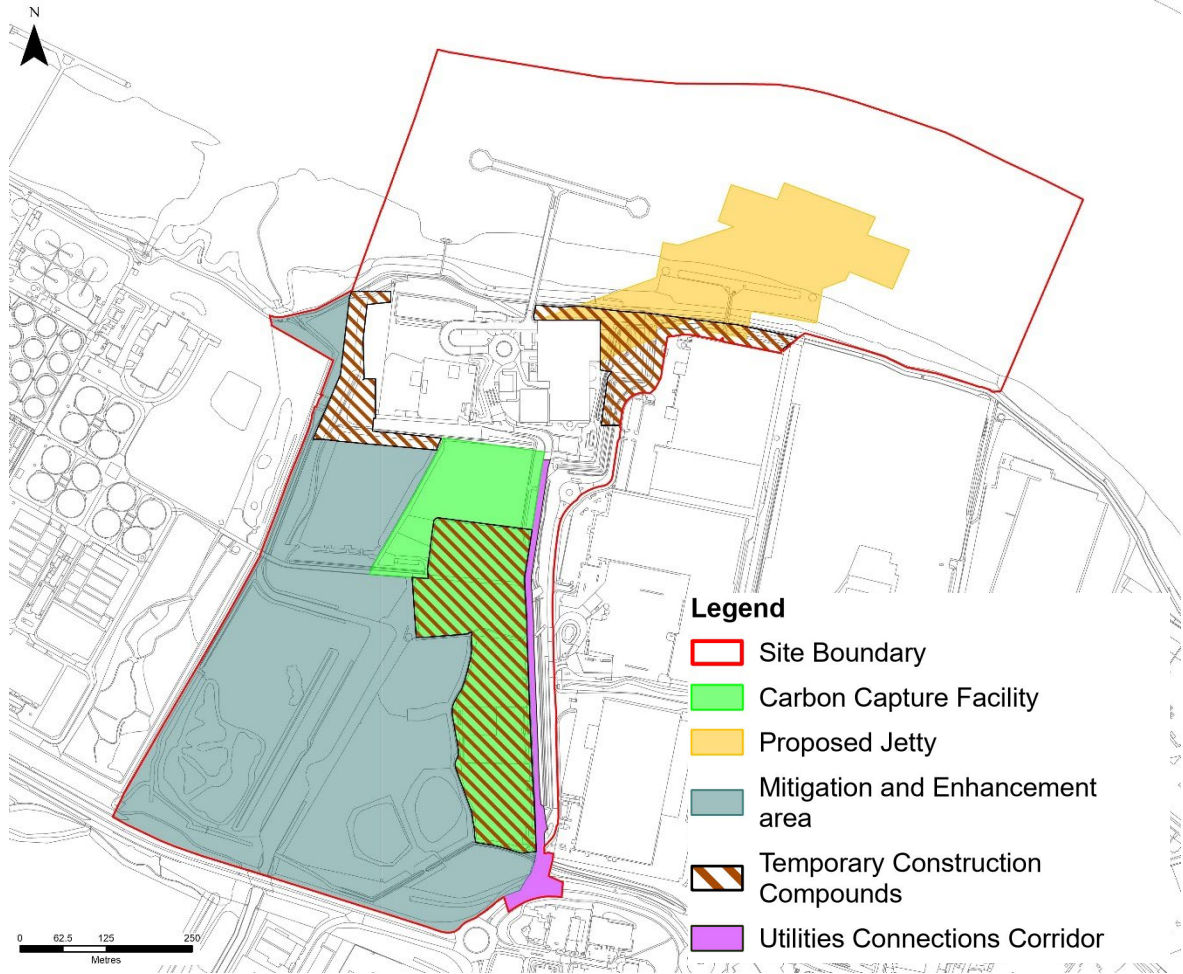 N
Legend
Site Boundary
Carbon Capture Facility
Proposed Jetty
Mitigation and Enhancement
area
Temporary Construction
Compounds
Utilities Connections Corridor
0 62.5 125 250
Metres